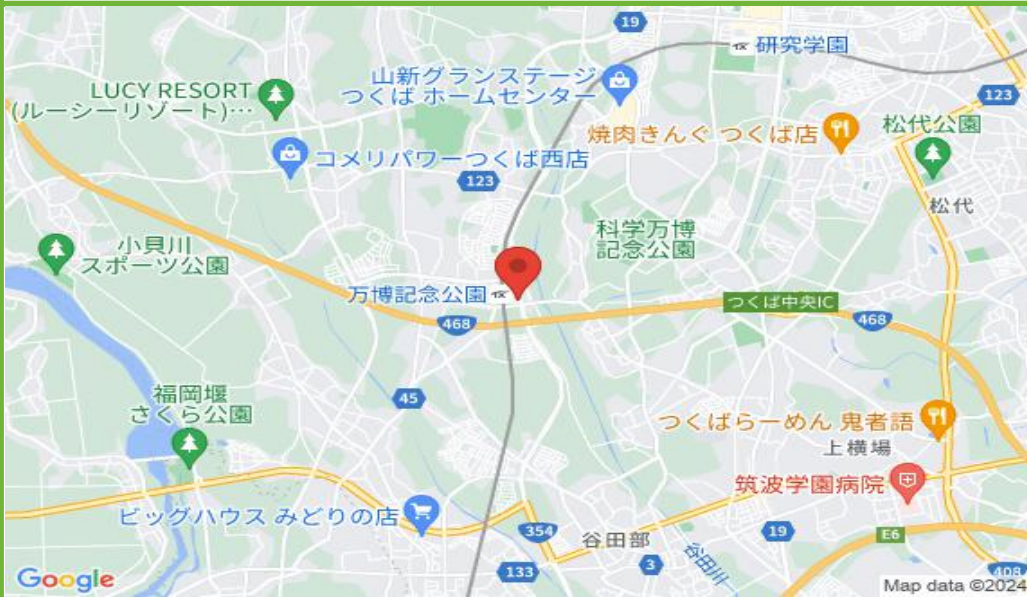 19
研究学園
LUCY RESORT
(ルーシーリゾート)…
山新グランステージ
つくば ホームセンター
123
焼肉きんぐ つくば店
松代公園
コメリパワーつくば西店
123
松代
小貝川
スポーツ公園
科学万博
記念公園
万博記念公園
つくば中央IC
468
468
福岡堰
さくら公園
45
つくばらーめん 鬼者語
上横場
筑波学園病院
ビッグハウス みどりの店
354
谷田部
19
E6
谷田川
133
3
408
Google
Map data ©2024